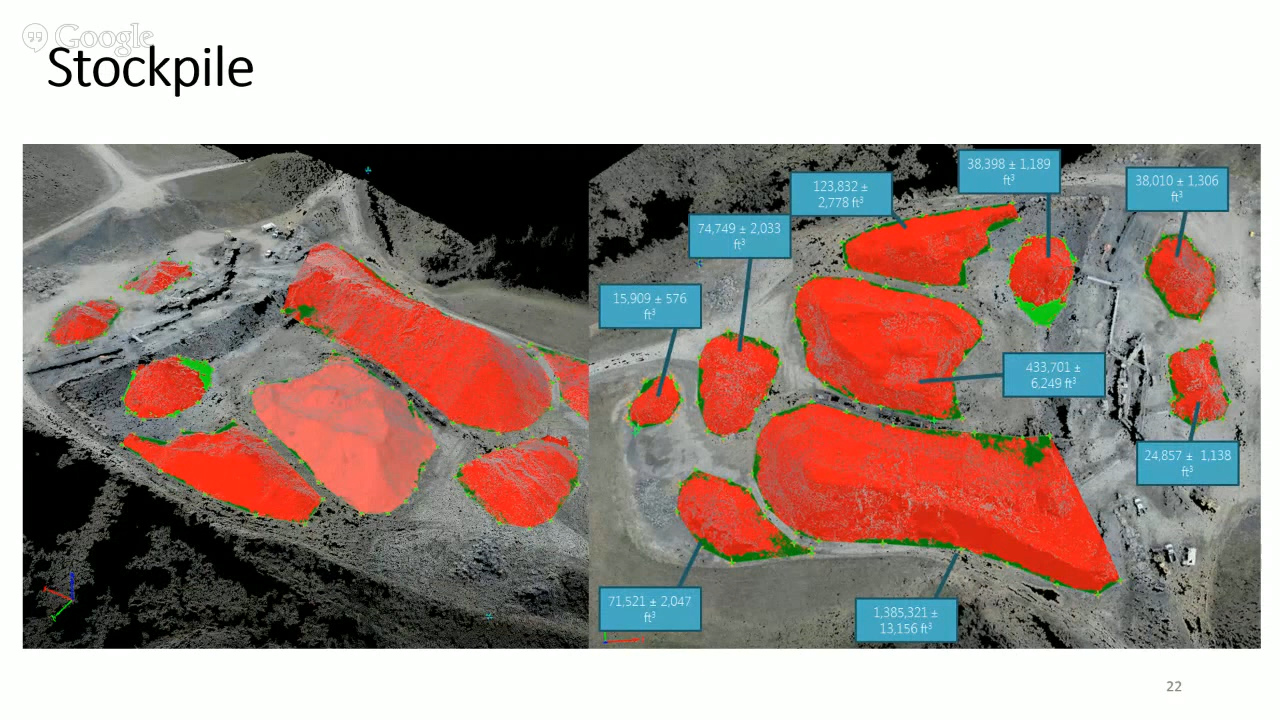 Google
Stockpile
38,398 ± 1,189
ft³
123,832 ±
2,778 ft³
38,010 ± 1,306
ft³
74,749 ± 2,033
ft³
15,909 ± 576
ft³
433,701 ±
6,249 ft³
24,857 ± 1,138
ft³
71,521 ± 2,047
ft³
1,385,321 ±
13,156 ft³
22